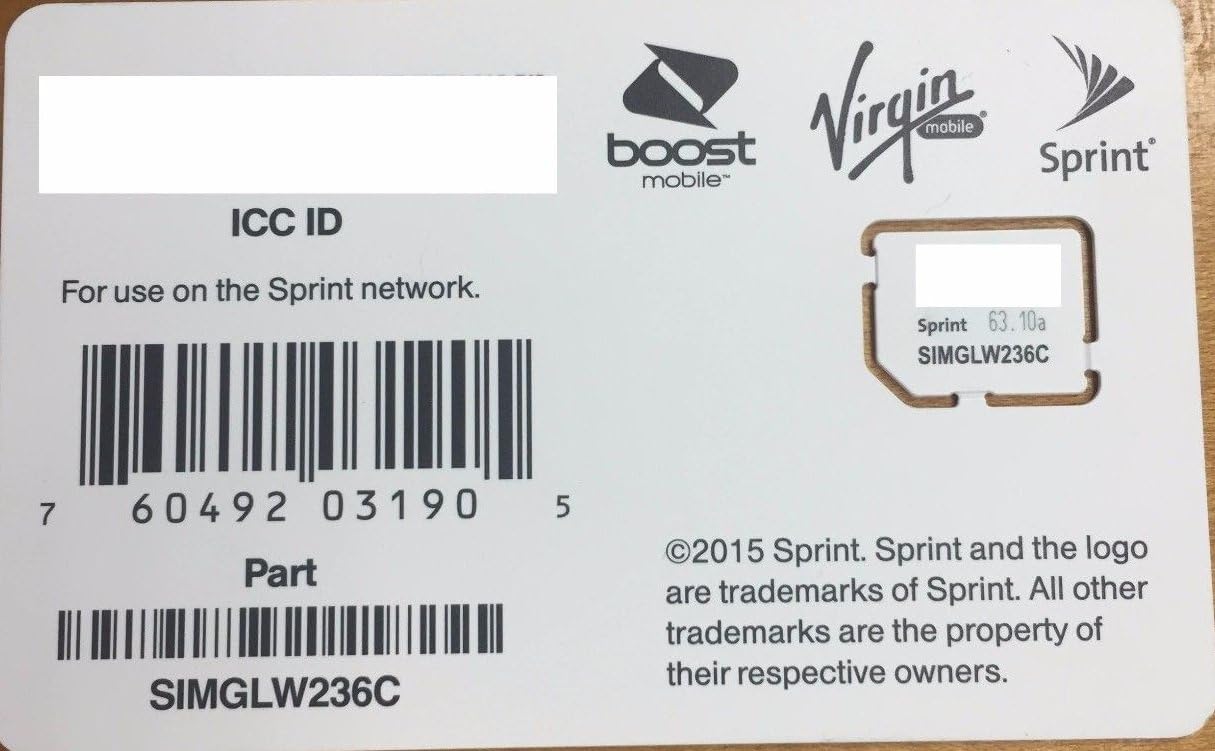 boost
mobile™
Virgin
mobile®
Sprint®
ICC ID
For use on the Sprint network.
7 60492 03190 5
Part
SIMGLW236C
Sprint 63.10a
SIMGLW236C
©2015 Sprint. Sprint and the logo
are trademarks of Sprint. All other
trademarks are the property of
their respective owners.